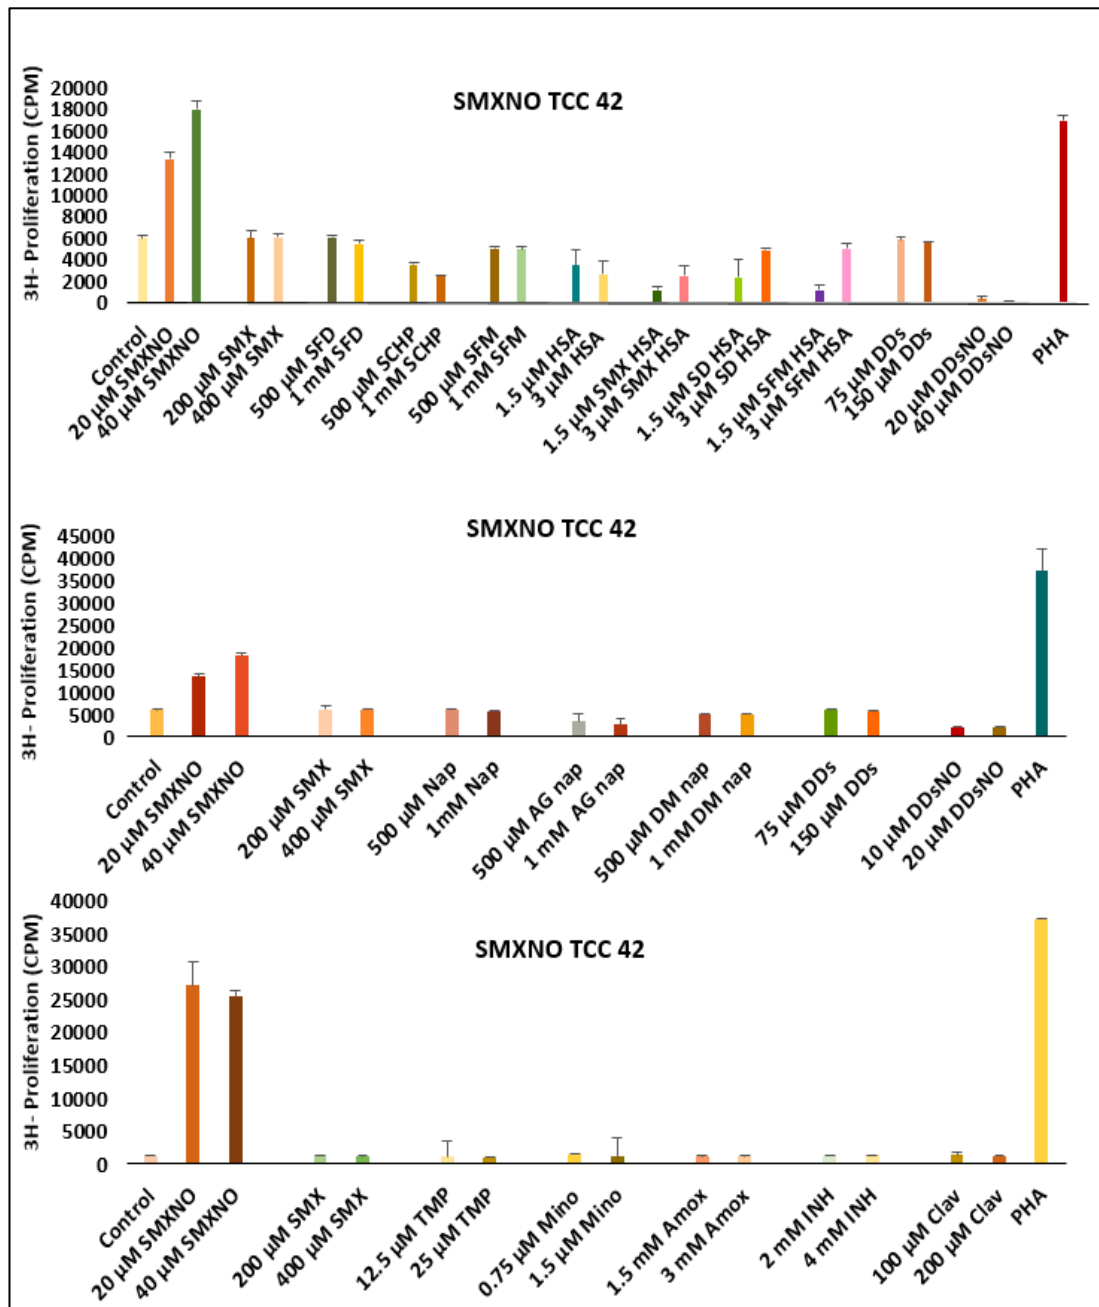 SMXNO TCC 42
3H- Proliferation (CPM)
20000
18000
16000
14000
12000
10000
8000
6000
4000
2000
0
Control
20 µM SMXNO
40 µM SMXNO
200 µM SMX
400 µM SMX
500 µM SFD
1 mM SFD
500 µM SCHP
1 mM SCHP
500 µM SFM
1 mM SFM
1.5 µM HSA
3 µM HSA
1.5 µM SMX HSA
3 µM SMX HSA
1.5 µM SD HSA
3 µM SD HSA
1.5 µM SFM HSA
3 µM SFM HSA
75 µM DDs
150 µM DDs
20 µM DDsNO
40 µM DDsNO
PHA
SMXNO TCC 42
3H- Proliferation (CPM)
45000
40000
35000
30000
25000
20000
15000
10000
5000
0
Control
20 µM SMXNO
40 µM SMXNO
200 µM SMX
400 µM SMX
500 µM Nap
1mM Nap
500 µM AG nap
1 mM AG nap
500 µM DM nap
1 mM DM nap
75 µM DDs
150 µM DDs
10 µM DDsNO
20 µM DDsNO
PHA
SMXNO TCC 42
3H- Proliferation (CPM)
40000
35000
30000
25000
20000
15000
10000
5000
0
Control
20 µM SMXNO
40 µM SMXNO
200 µM SMX
400 µM SMX
12.5 µM TMP
25 µM TMP
0.75 µM Mino
1.5 µM Mino
1.5 mM Amox
3 mM Amox
2 mM INH
4 mM INH
100 µM Clav
200 µM Clav
PHA